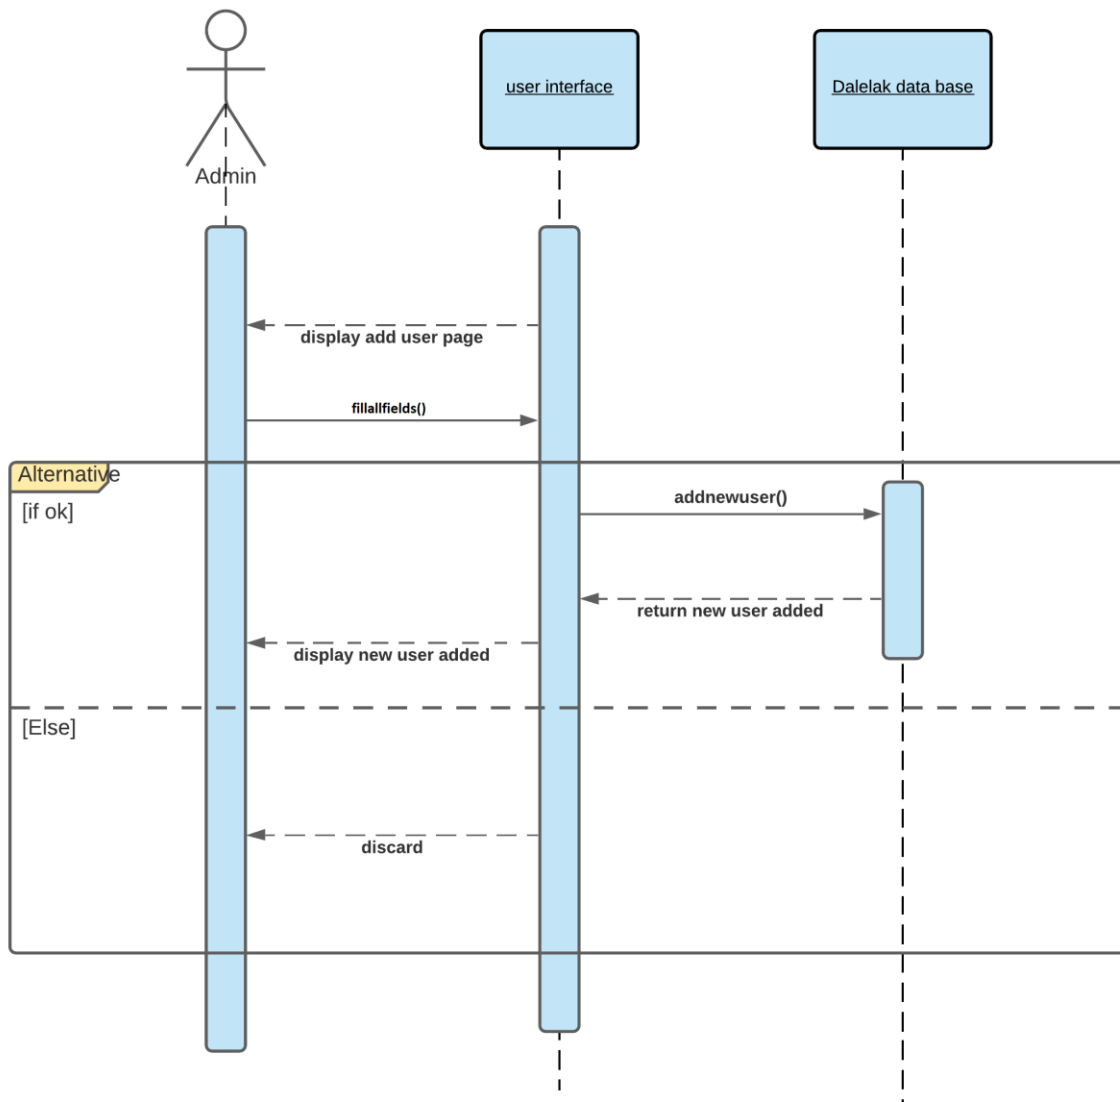 user interface
Dalelak data base
Admin
display add user page
fillallfields()
Alternative
[if ok]
addnewuser()
return new user added
display new user added
[Else]
discard